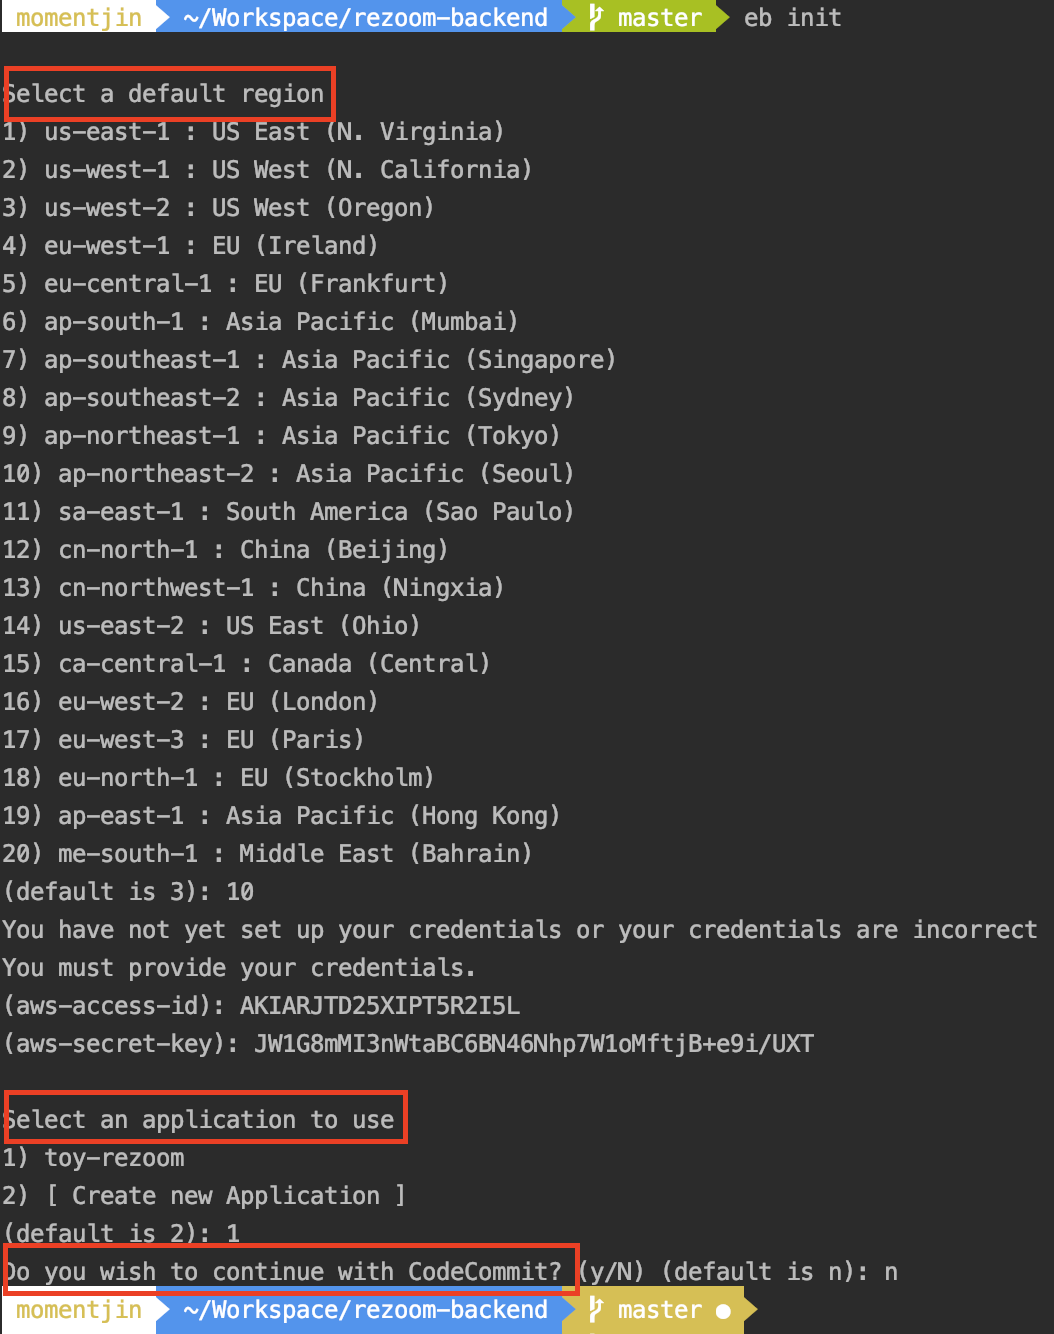 momentjin ~/Workspace/rezoom-backend master eb init
Select a default region
1) us-east-1 : US East (N. Virginia)
2) us-west-1 : US West (N. California)
3) us-west-2 : US West (Oregon)
4) eu-west-1 : EU (Ireland)
5) eu-central-1 : EU (Frankfurt)
6) ap-south-1 : Asia Pacific (Mumbai)
7) ap-southeast-1 : Asia Pacific (Singapore)
8) ap-southeast-2 : Asia Pacific (Sydney)
9) ap-northeast-1 : Asia Pacific (Tokyo)
10) ap-northeast-2 : Asia Pacific (Seoul)
11) sa-east-1 : South America (Sao Paulo)
12) cn-north-1 : China (Beijing)
13) cn-northwest-1 : China (Ningxia)
14) us-east-2 : US East (Ohio)
15) ca-central-1 : Canada (Central)
16) eu-west-2 : EU (London)
17) eu-west-3 : EU (Paris)
18) eu-north-1 : EU (Stockholm)
19) ap-east-1 : Asia Pacific (Hong Kong)
20) me-south-1 : Middle East (Bahrain)
(default is 3): 10
You have not yet set up your credentials or your credentials are incorrect
You must provide your credentials.
(aws-access-id): AKIARJTD25XIPT5R2I5L
(aws-secret-key): JW1G8mMI3nWtaBC6BN46Nhp7W1oMftjB+e9i/UXT
Select an application to use
1) toy-rezoom
2) [ Create new Application ]
(default is 2): 1
Do you wish to continue with CodeCommit? (y/N) (default is n): n
momentjin ~/Workspace/rezoom-backend master ●